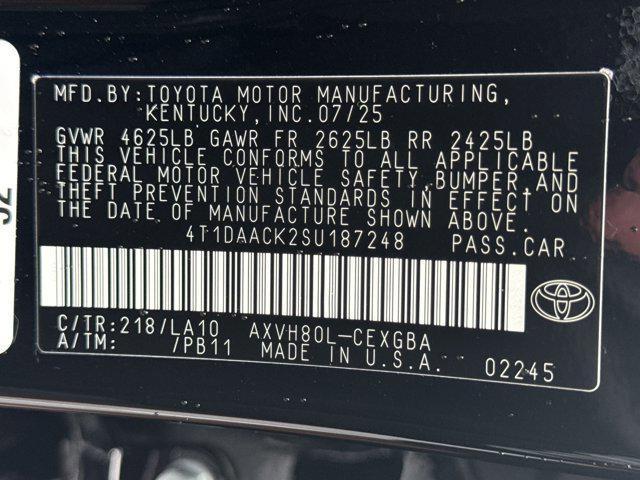 MFD.BY:TOYOTA MOTOR MANUFACTURING,
KENTUCKY,INC.07/25
GVWR 4625LB GAWR FR 2625LB RR 2425LB
THIS VEHICLE CONFORMS TO ALL APPLICABLE
FEDERAL MOTOR VEHICLE SAFETY,BUMPER,AND
THEFT PREVENTION STANDARDS IN EFFECT ON
THE DATE OF MANUFACTURE SHOWN ABOVE.
4T1DAACK2SU187248 PASS.CAR
C/TR:218/LA10 AXVH80L-CEXGBA
A/TM: /PB11 MADE IN U.S.A. 02245